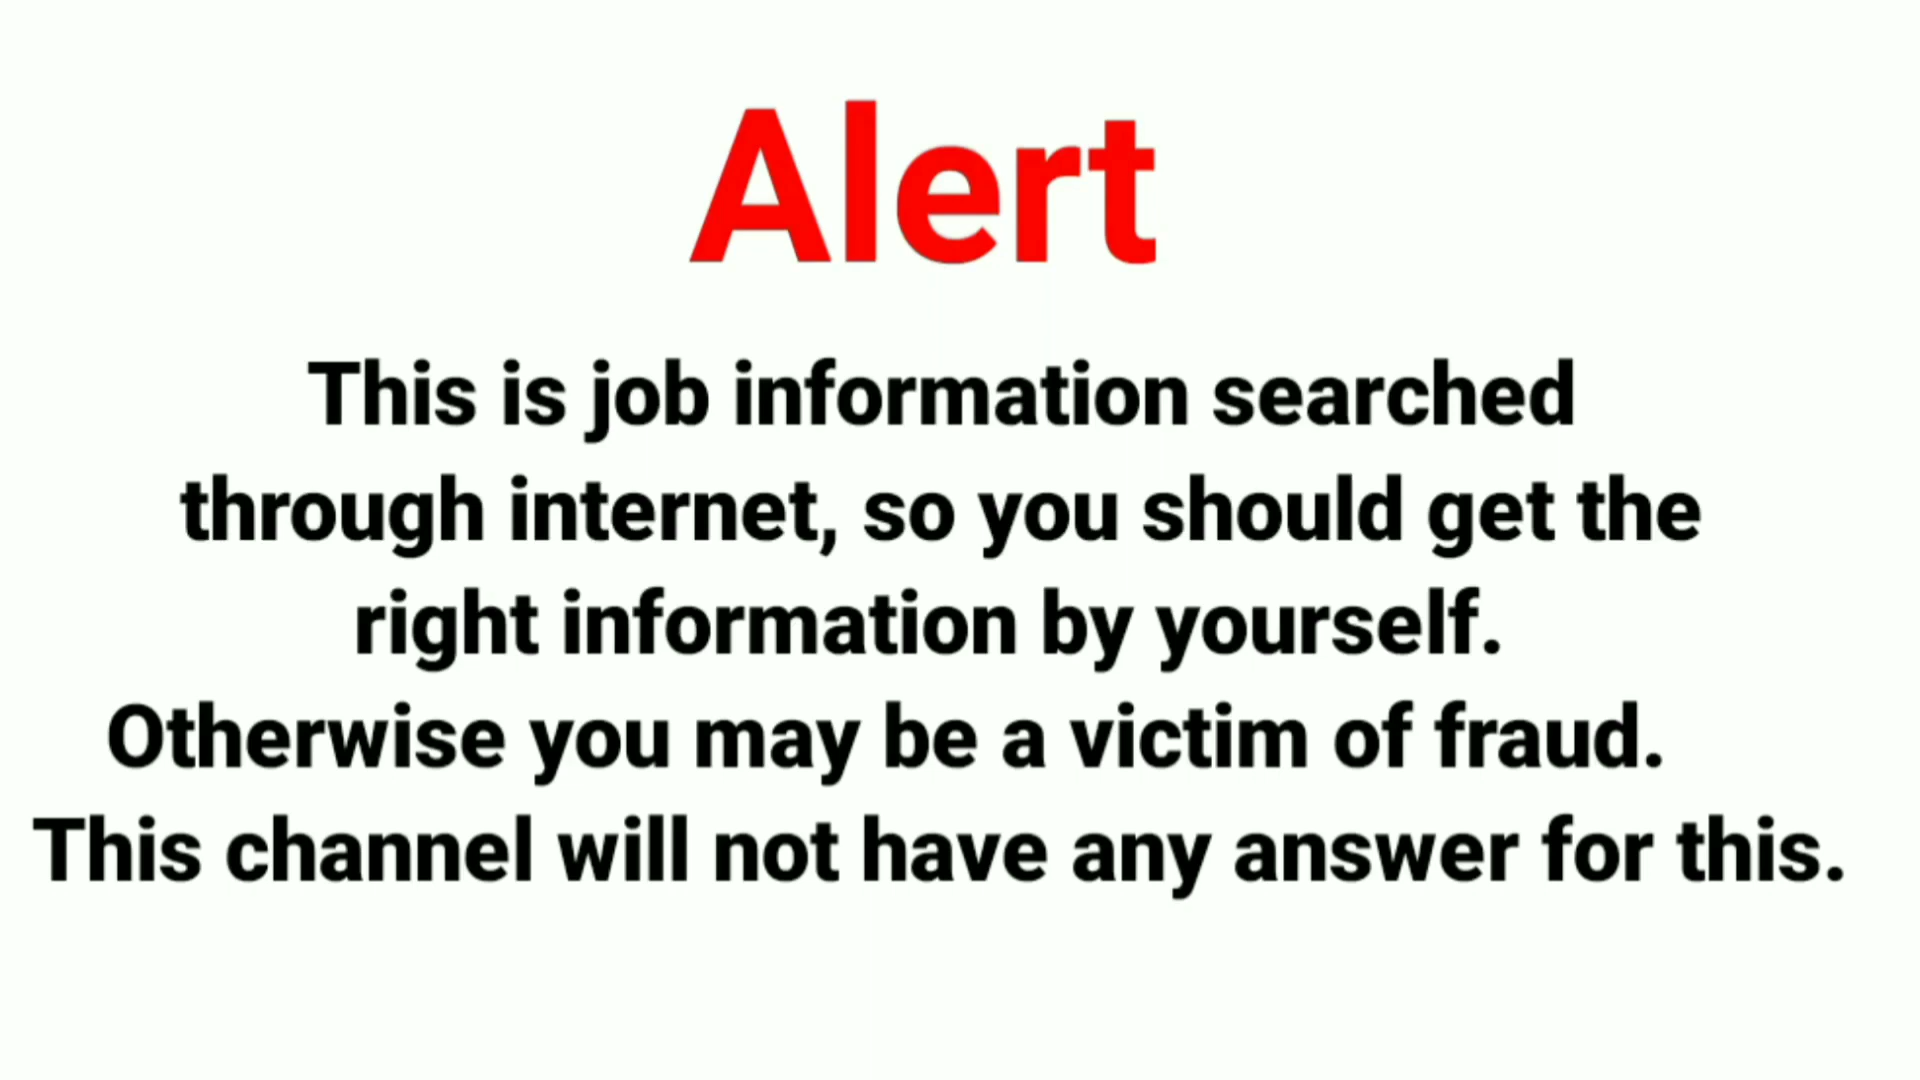 Alert
This is job information searched
through internet, so you should get the
right information by yourself.
Otherwise you may be a victim of fraud.
This channel will not have any answer for this.